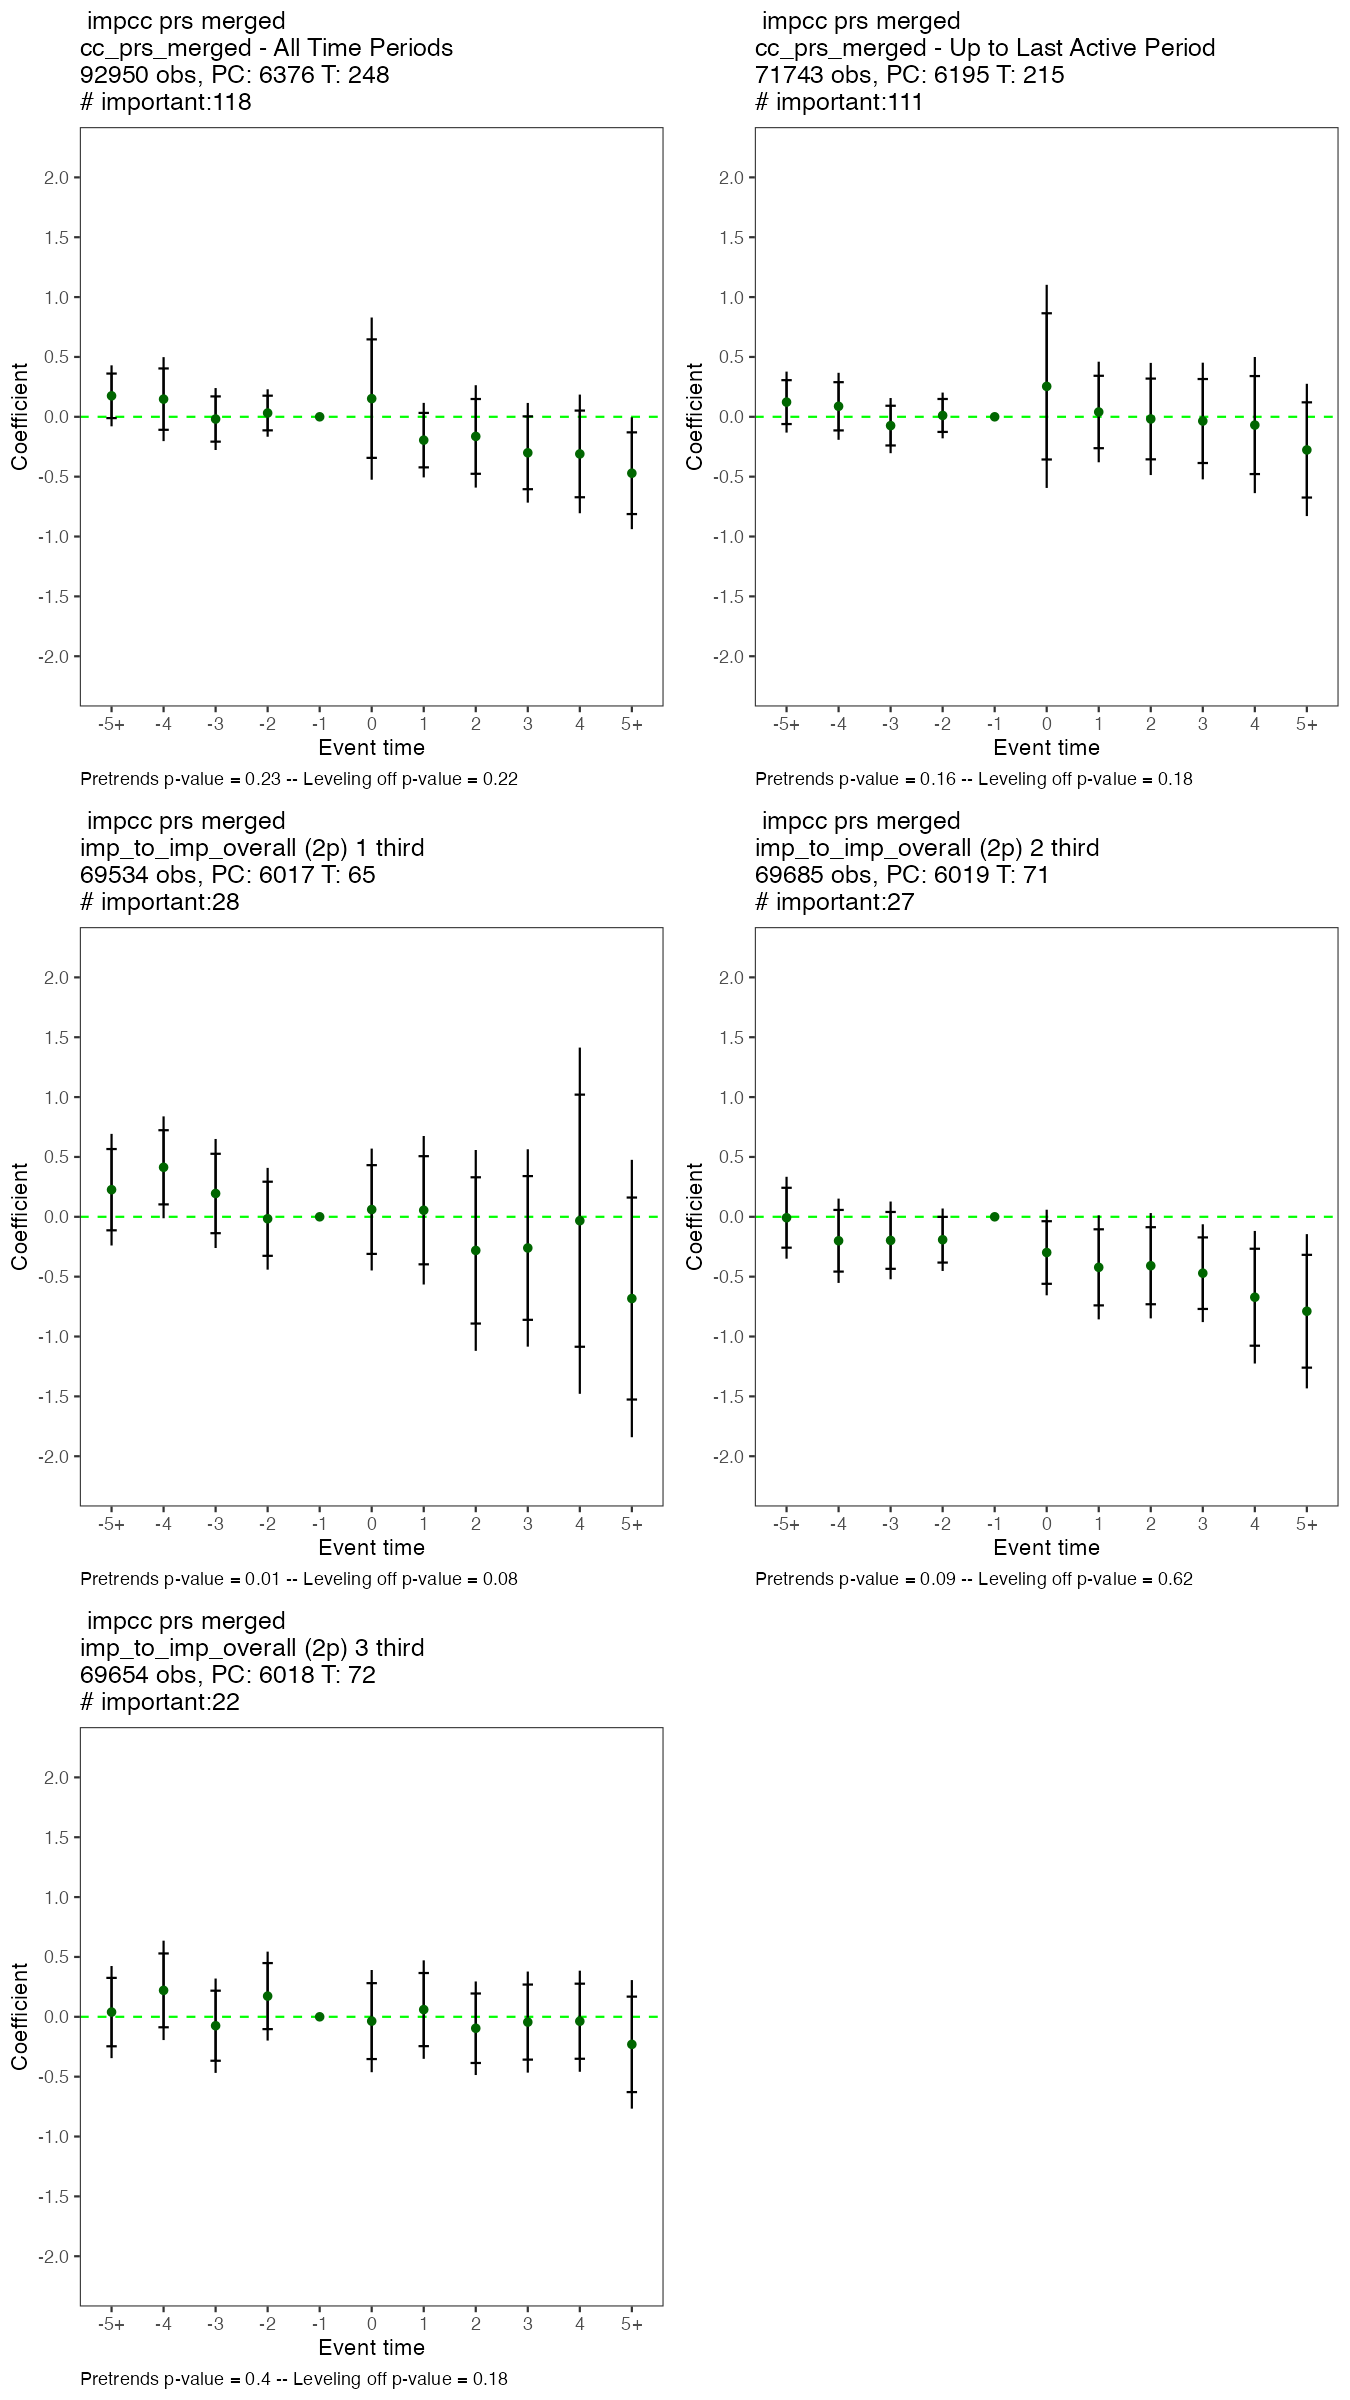 impcc prs merged
cc_prs_merged - All Time Periods
92950 obs, PC: 6376 T: 248
# important:118
2.0
1.5
1.0
0.5
0.0
-0.5
-1.0
-1.5
-2.0
Coefficient
-5+ -4 -3 -2 -1 0 1 2 3 4 5+
Event time
Pretrends p-value = 0.23 -- Leveling off p-value = 0.22
impcc prs merged
cc_prs_merged - Up to Last Active Period
71743 obs, PC: 6195 T: 215
# important:111
2.0
1.5
1.0
0.5
0.0
-0.5
-1.0
-1.5
-2.0
Coefficient
-5+ -4 -3 -2 -1 0 1 2 3 4 5+
Event time
Pretrends p-value = 0.16 -- Leveling off p-value = 0.18
impcc prs merged
imp_to_imp_overall (2p) 1 third
69534 obs, PC: 6017 T: 65
# important:28
2.0
1.5
1.0
0.5
0.0
-0.5
-1.0
-1.5
-2.0
Coefficient
-5+ -4 -3 -2 -1 0 1 2 3 4 5+
Event time
Pretrends p-value = 0.01 -- Leveling off p-value = 0.08
impcc prs merged
imp_to_imp_overall (2p) 2 third
69685 obs, PC: 6019 T: 71
# important:27
2.0
1.5
1.0
0.5
0.0
-0.5
-1.0
-1.5
-2.0
Coefficient
-5+ -4 -3 -2 -1 0 1 2 3 4 5+
Event time
Pretrends p-value = 0.09 -- Leveling off p-value = 0.62
impcc prs merged
imp_to_imp_overall (2p) 3 third
69654 obs, PC: 6018 T: 72
# important:22
2.0
1.5
1.0
0.5
0.0
-0.5
-1.0
-1.5
-2.0
Coefficient
-5+ -4 -3 -2 -1 0 1 2 3 4 5+
Event time
Pretrends p-value = 0.4 -- Leveling off p-value = 0.18